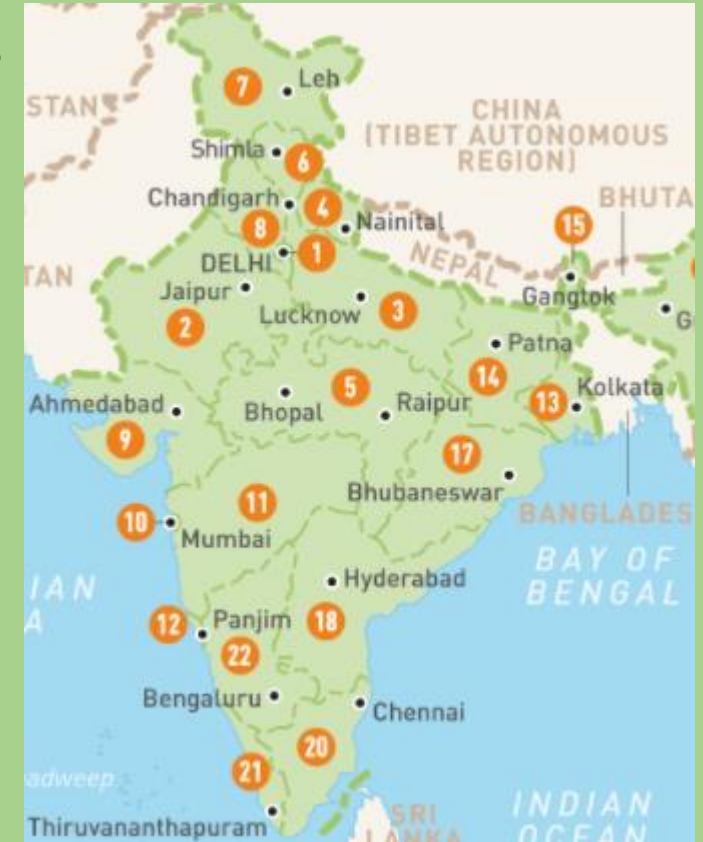 Leh
7
STAN
CHINA
(TIBET AUTONOMOUS
REGION)
Shimla
6
Chandigarh
4
BHUTA
15
8
Nainital
DELHI
1
NEPAL
TAN
Jaipur
Gangtok
2
Lucknow
3
G
Patna
14
Ahmedabad
5
Kolkata
13
Bhopal
Raipur
9
17
11
Bhubaneswar
10
BANGLADES
Mumbai
BAY OF
BENGAL
Hyderabad
IAN
A
12
Panjim
18
22
Bengaluru
Chennai
20
21
adweep
Thiruvananthapuram
SRI
LANKA
INDIAN
OCEAN